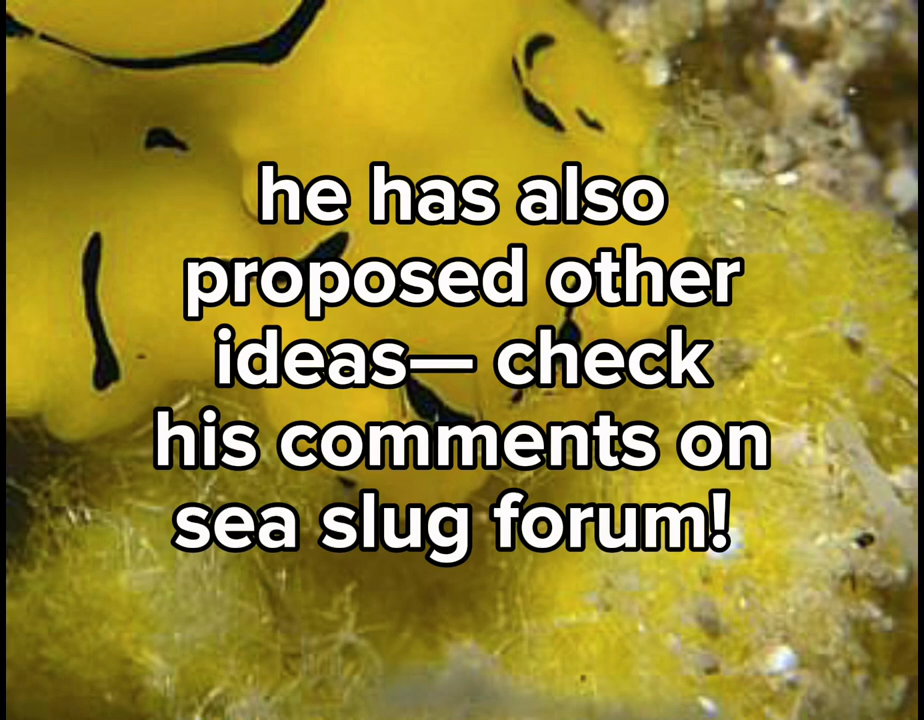 he has also
proposed other
ideas— check
his comments on
sea slug forum!